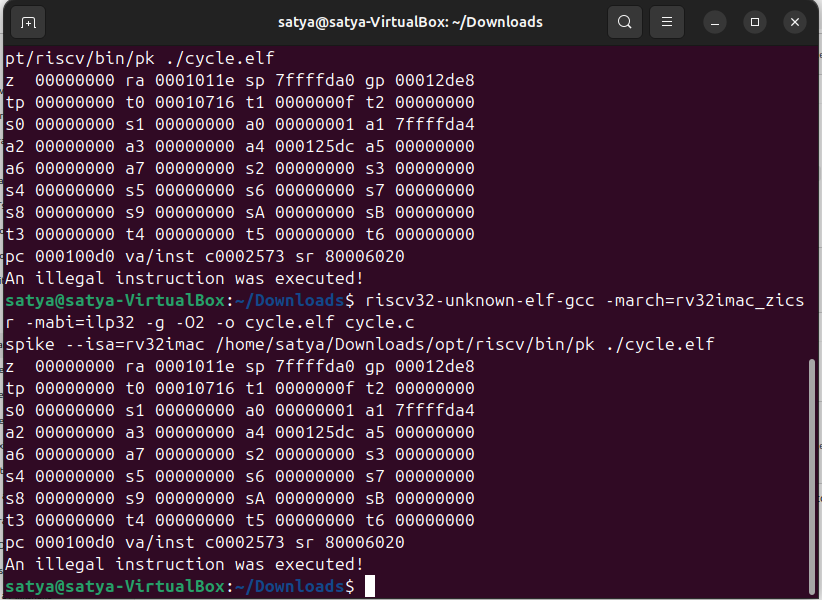 satya@satya-VirtualBox: ~/Downloads
pt/riscv/bin/pk ./cycle.elf
z  00000000 ra 0001011e sp 7ffffda0 gp 00012de8
tp 00000000 t0 00010716 t1 0000000f t2 00000000
s0 00000000 s1 00000000 a0 00000001 a1 7ffffda4
a2 00000000 a3 00000000 a4 000125dc a5 00000000
a6 00000000 a7 00000000 s2 00000000 s3 00000000
s4 00000000 s5 00000000 s6 00000000 s7 00000000
s8 00000000 s9 00000000 sA 00000000 sB 00000000
t3 00000000 t4 00000000 t5 00000000 t6 00000000
pc 000100d0 va/inst c0002573 sr 80006020
An illegal instruction was executed!
satya@satya-VirtualBox:~/Downloads$ riscv32-unknown-elf-gcc -march=rv32imac_zics
r -mabi=ilp32 -g -O2 -o cycle.elf cycle.c
spike --isa=rv32imac /home/satya/Downloads/opt/riscv/bin/pk ./cycle.elf
z  00000000 ra 0001011e sp 7ffffda0 gp 00012de8
tp 00000000 t0 00010716 t1 0000000f t2 00000000
s0 00000000 s1 00000000 a0 00000001 a1 7ffffda4
a2 00000000 a3 00000000 a4 000125dc a5 00000000
a6 00000000 a7 00000000 s2 00000000 s3 00000000
s4 00000000 s5 00000000 s6 00000000 s7 00000000
s8 00000000 s9 00000000 sA 00000000 sB 00000000
t3 00000000 t4 00000000 t5 00000000 t6 00000000
pc 000100d0 va/inst c0002573 sr 80006020
An illegal instruction was executed!
satya@satya-VirtualBox:~/Downloads$